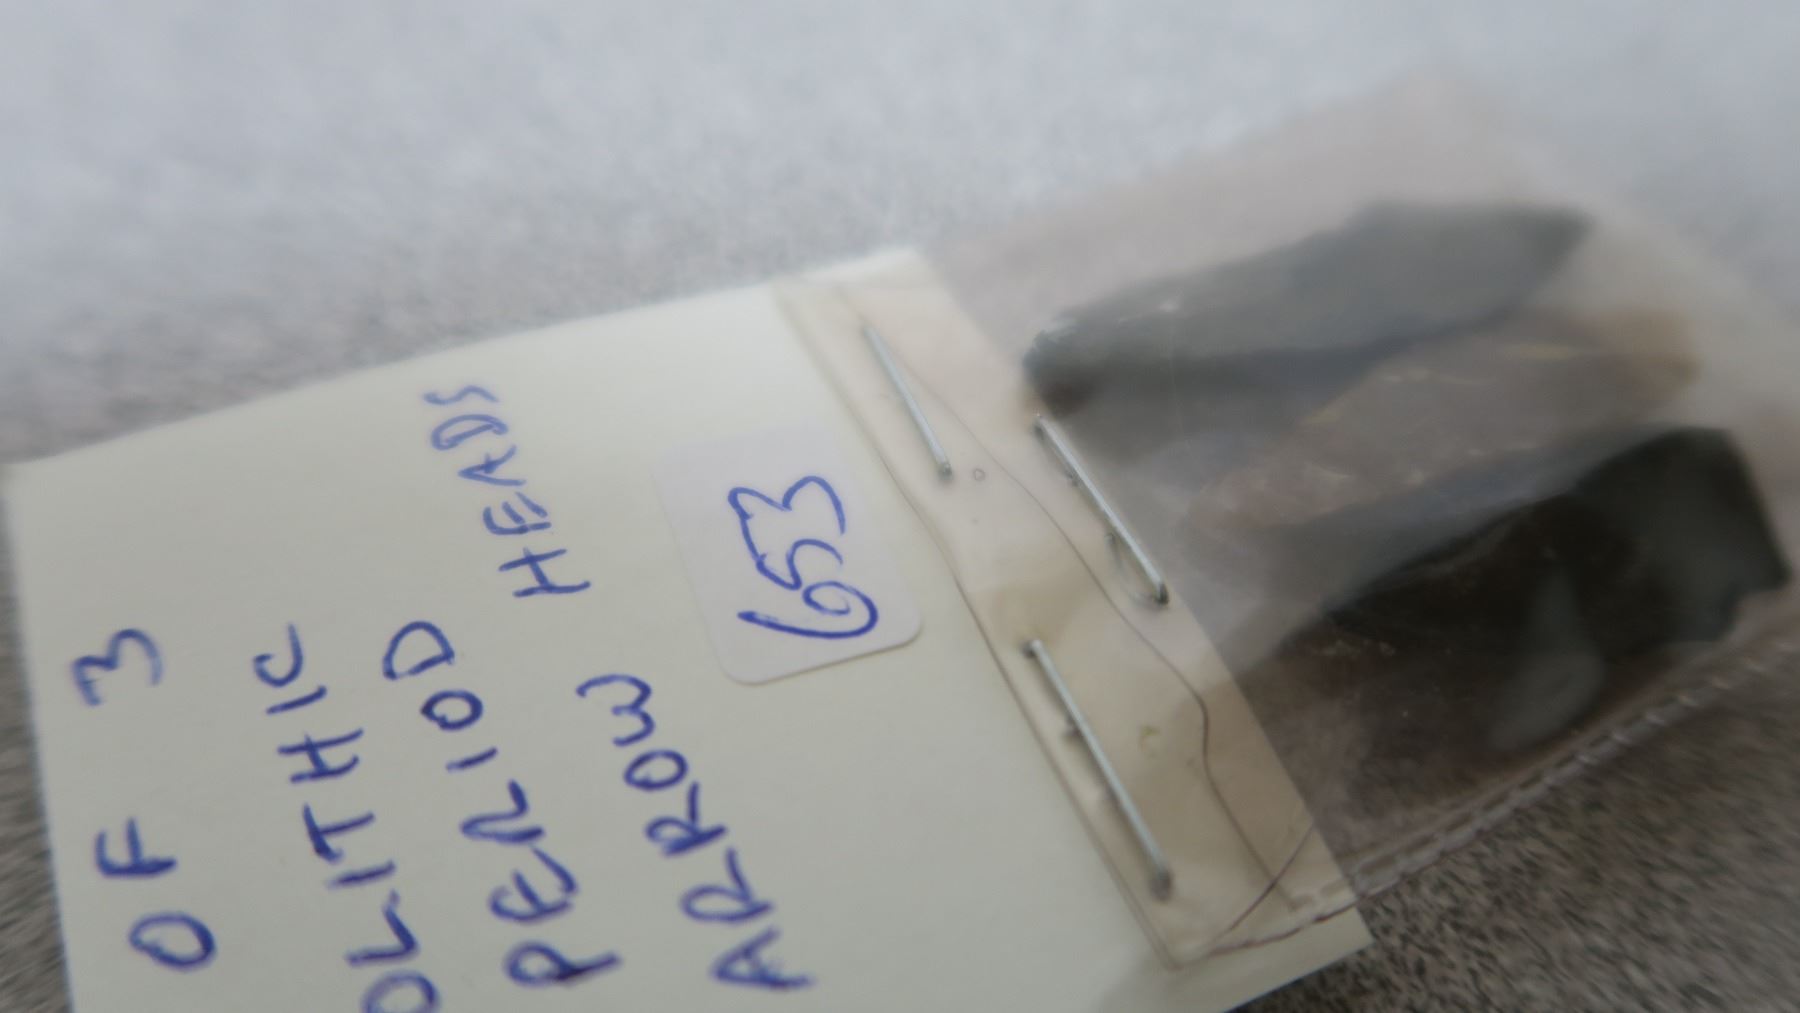 OF 3
OLITHIC
PERIOD
ARROW HEADS
653